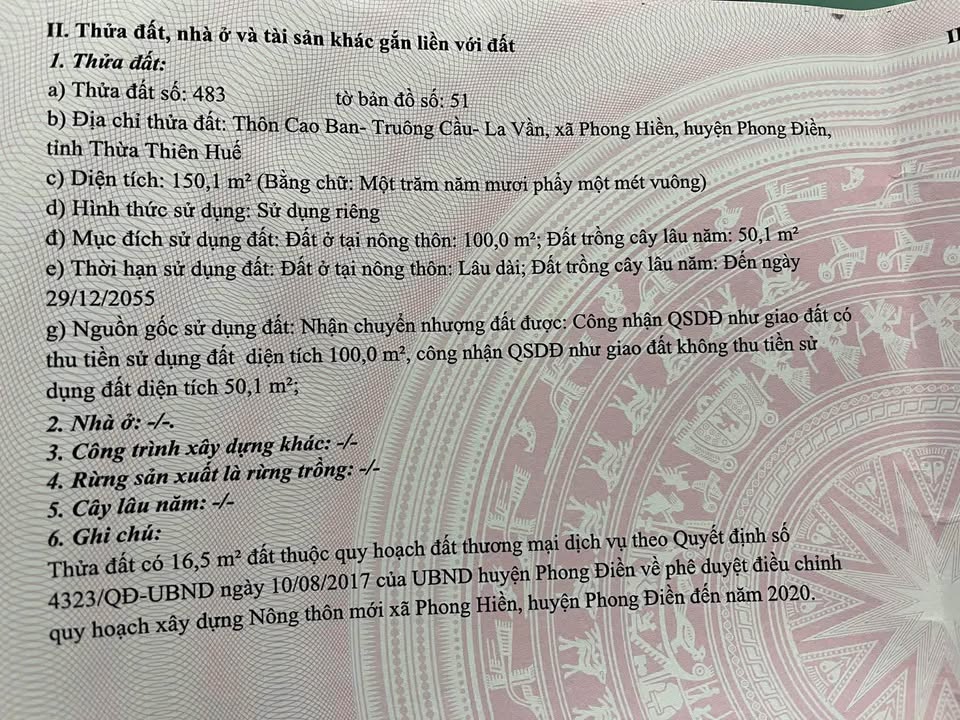 II. Thửa đất, nhà ở và tài sản khác gắn liền với đất
1. Thửa đất:
a) Thửa đất số: 483 tờ bản đồ số: 51
b) Địa chỉ thửa đất: Thôn Cao Ban- Truông Cầu- La Vần, xã Phong Hiền, huyện Phong Điền,
tỉnh Thừa Thiên Huế
c) Diện tích: 150,1 m² (Bằng chữ: Một trăm năm mươi phẩy một mét vuông)
d) Hình thức sử dụng: Sử dụng riêng
đ) Mục đích sử dụng đất: Đất ở tại nông thôn: 100,0 m²; Đất trồng cây lâu năm: 50,1 m²
e) Thời hạn sử dụng đất: Đất ở tại nông thôn: Lâu dài; Đất trồng cây lâu năm: Đến ngày
29/12/2055
g) Nguồn gốc sử dụng đất: Nhận chuyển nhượng đất được: Công nhận QSDĐ như giao đất có
thu tiền sử dụng đất diện tích 100,0 m², công nhận QSDĐ như giao đất không thu tiền sử
dụng đất diện tích 50,1 m²;
2. Nhà ở: -/-.
3. Công trình xây dựng khác: -/-
4. Rừng sản xuất là rừng trồng: -/-
5. Cây lâu năm: -/-
6. Ghi chú:
Thửa đất có 16,5 m² đất thuộc quy hoạch đất thương mại dịch vụ theo Quyết định số
4323/QĐ-UBND ngày 10/08/2017 của UBND huyện Phong Điền về phê duyệt điều chỉnh
quy hoạch xây dựng Nông thôn mới xã Phong Hiền, huyện Phong Điền đến năm 2020.